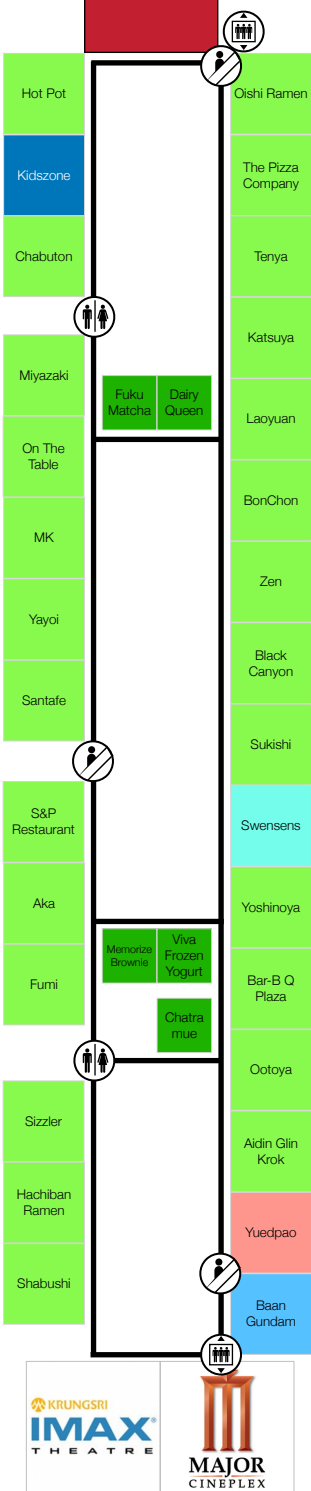 Hot Pot
Oishi Ramen
Kidszone
The Pizza
Company
Chabuton
Tenya
Katsuya
Miyazaki
Fuku
Matcha
Dairy
Queen
Laoyuan
On The
Table
BonChon
MK
Zen
Yayoi
Black
Canyon
Santafe
Sukishi
S&P
Restaurant
Swensens
Aka
Yoshinoya
Memorize
Brownie
Viva
Frozen
Yogurt
Fumi
Bar-B Q
Plaza
Chatra
mue
Ootoya
Sizzler
Aidin Glin
Krok
Hachiban
Ramen
Yuedpao
Shabushi
Baan
Gundam
KRUNGSRI
IMAX
THEATRE
MAJOR
CINEPLEX